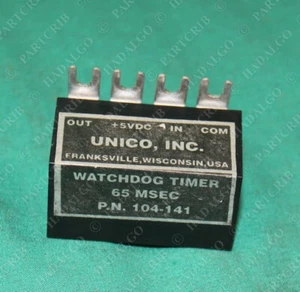 OUT +5VDC IN COM
UNICO, INC.
FRANKSVILLE, WISCONSIN, USA
WATCHDOG TIMER
65 MSEC
P.N. 104-141